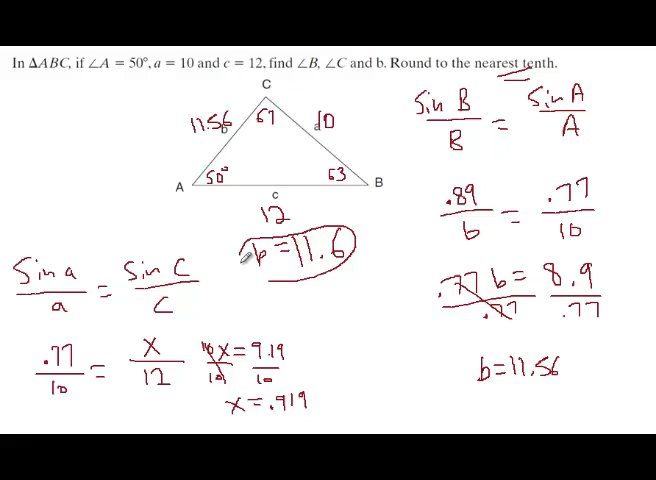 In ΔABC, if ∠A = 50°, a = 10 and c = 12, find ∠B, ∠C and b. Round to the nearest tenth.
C
11.56
b
67
a
10
A
50°
63
B
c
12
Sin B / B = Sin A / A
.89 / b = .77 / 10
.77 b / .77 = 8.9 / .77
b = 11.56
b = 11.6
Sin a / a = Sin C / C
.77 / 10 = x / 12
10x / 10 = 9.19 / 10
x = .919